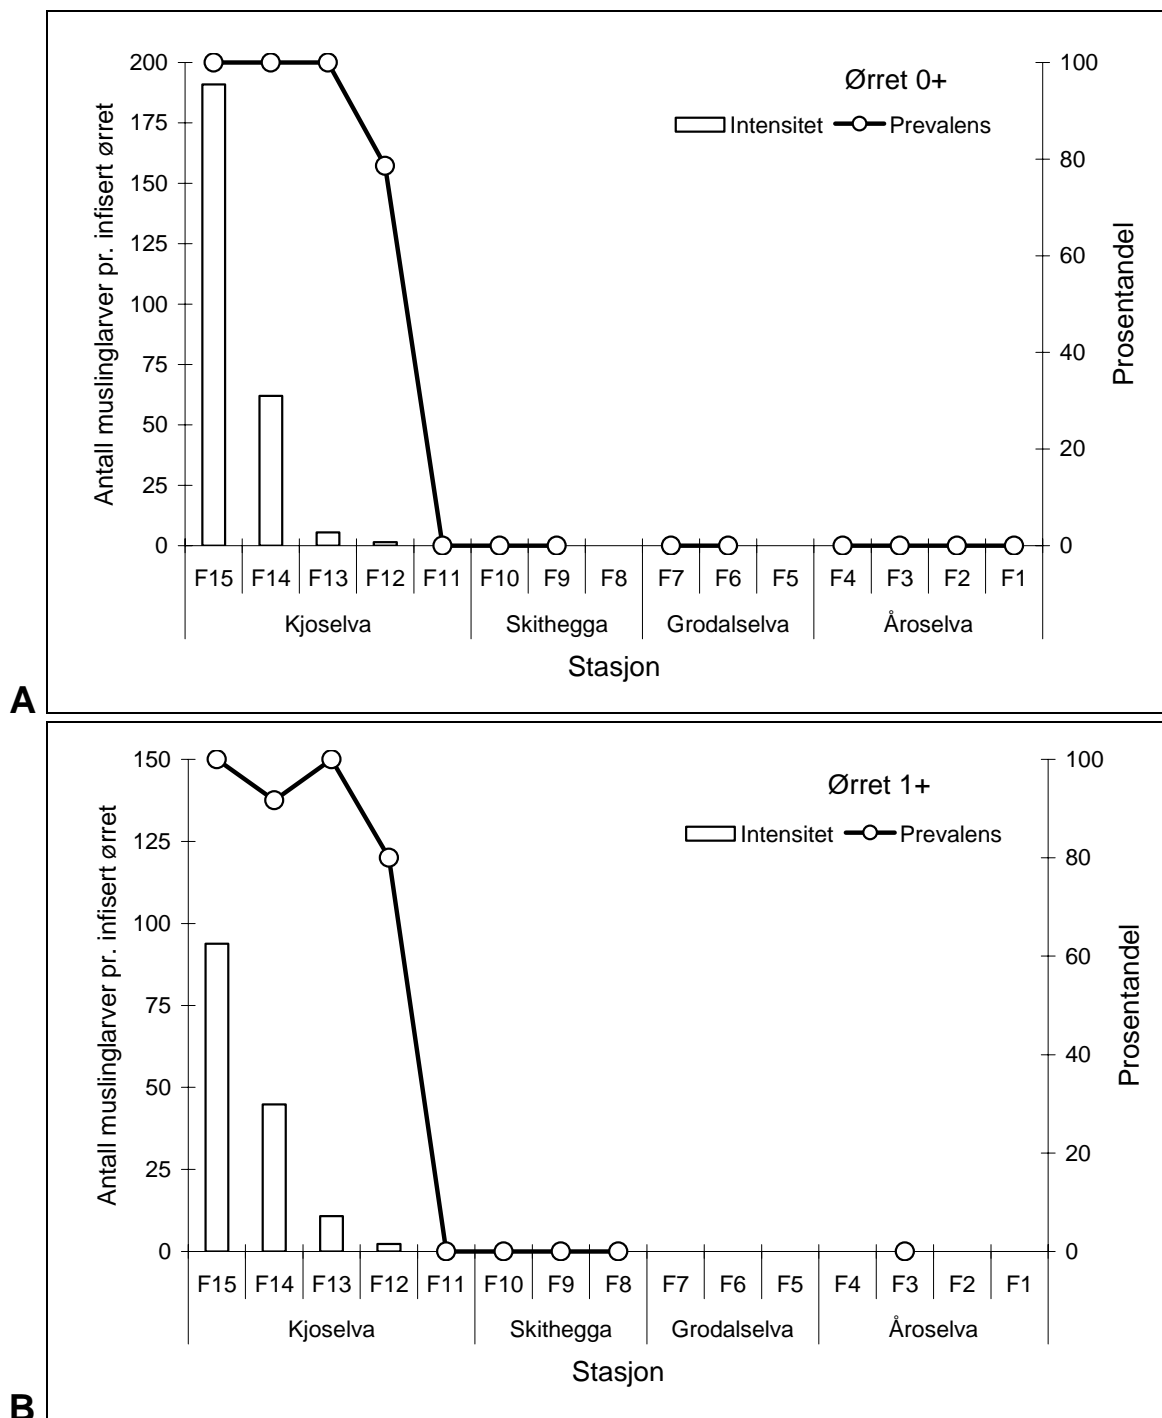 Ørret 0+
Intensitet Prevalens
Antall muslinglarver pr. infisert ørret
200
175
150
125
100
75
50
25
0
100
80
60
40
20
0
Prosentandel
F15 F14 F13 F12 F11 F10 F9 F8 F7 F6 F5 F4 F3 F2 F1
Kjoselva Skithegga Grodalselva Åroselva
Stasjon
A
Ørret 1+
Intensitet Prevalens
Antall muslinglarver pr. infisert ørret
150
125
100
75
50
25
0
100
80
60
40
20
0
Prosentandel
F15 F14 F13 F12 F11 F10 F9 F8 F7 F6 F5 F4 F3 F2 F1
Kjoselva Skithegga Grodalselva Åroselva
Stasjon
B